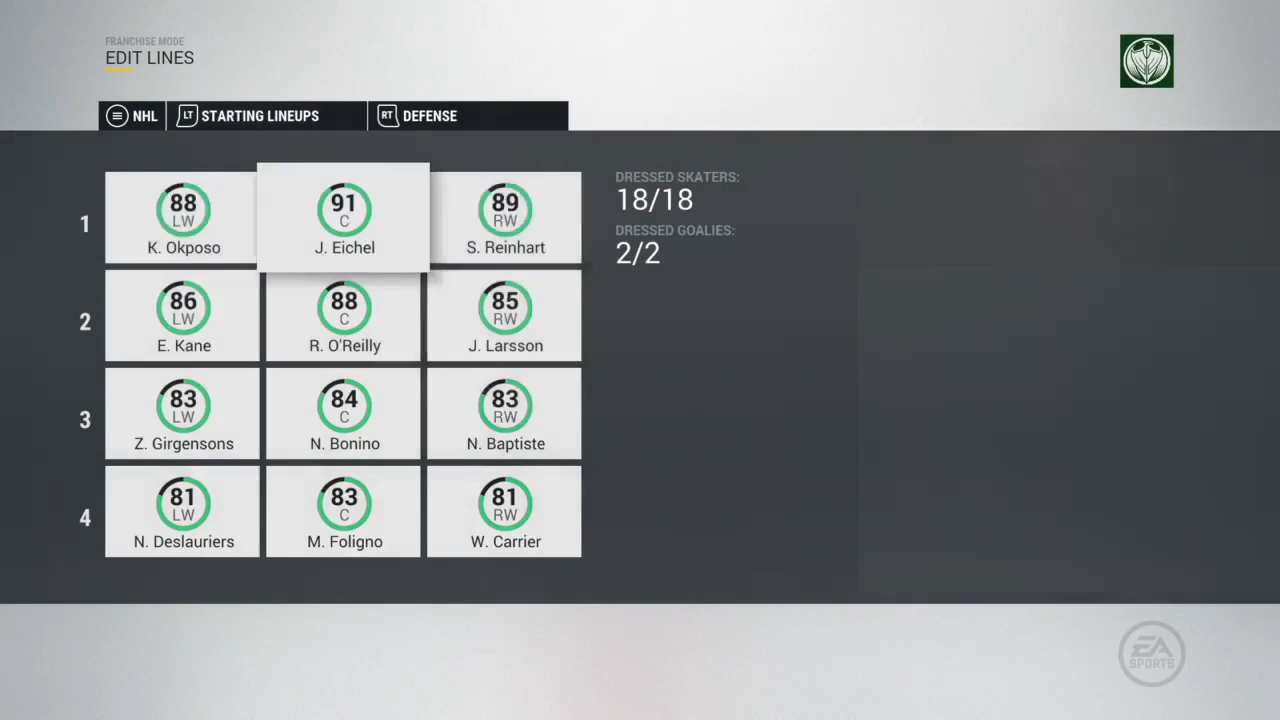 FRANCHISE MODE
EDIT LINES
NHL LT STARTING LINEUPS RT DEFENSE
DRESSED SKATERS:
18/18
DRESSED GOALIES:
2/2
1
88 LW K. Okposo
91 C J. Eichel
89 RW S. Reinhart
2
86 LW E. Kane
88 C R. O'Reilly
85 RW J. Larsson
3
83 LW Z. Girgensons
84 C N. Bonino
83 RW N. Baptiste
4
81 LW N. Deslauriers
83 C M. Foligno
81 RW W. Carrier
EA
SPORTS